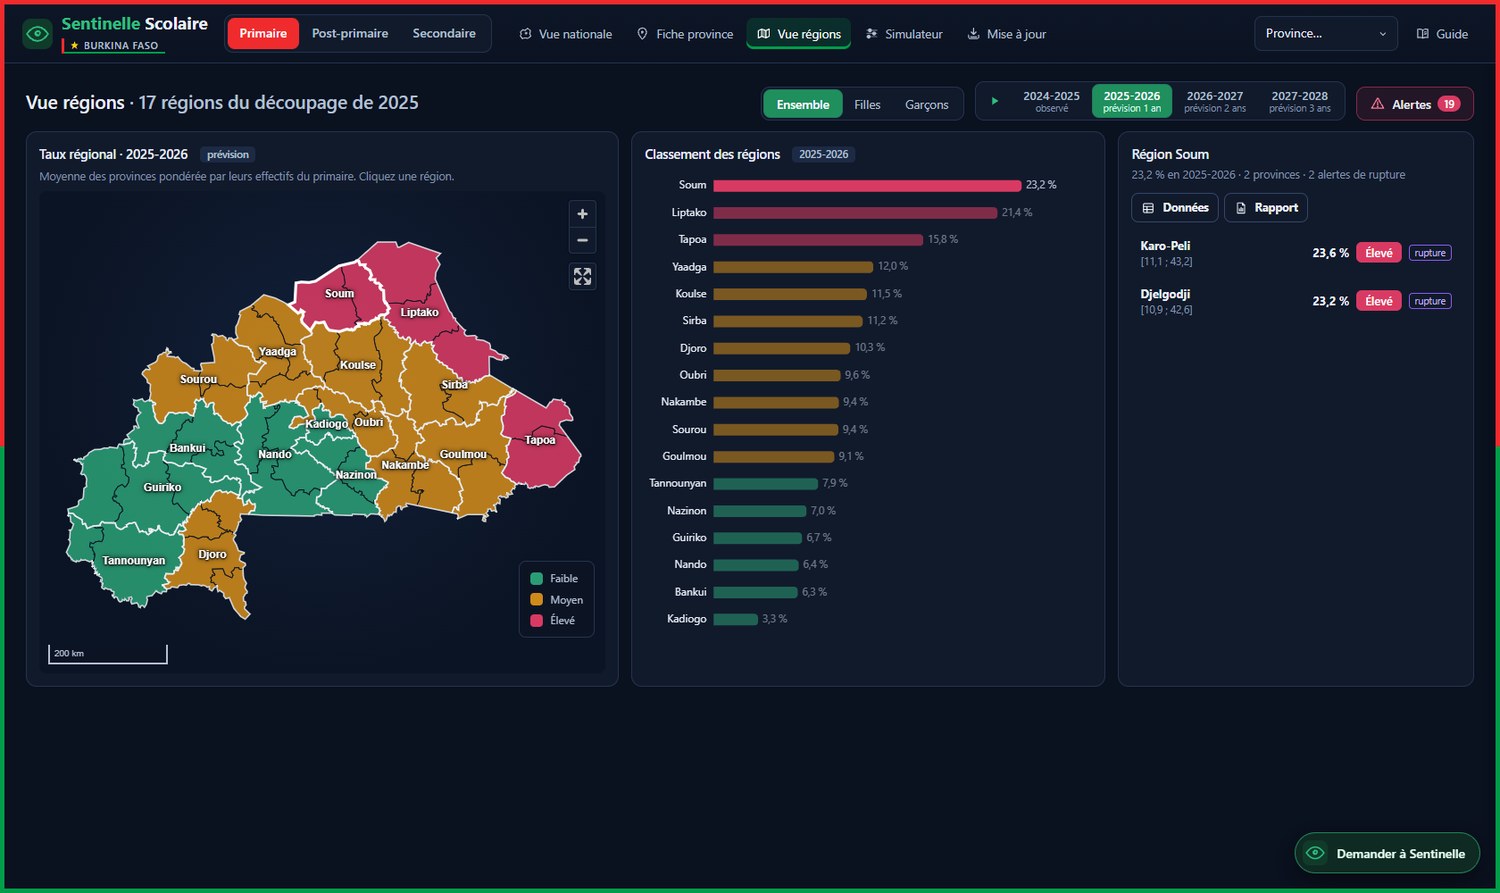 Sentinelle Scolaire
★ BURKINA FASO
Primaire
Post-primaire
Secondaire
Vue nationale
Fiche province
Vue régions
Simulateur
Mise à jour
Province...
Guide
Vue régions · 17 régions du découpage de 2025
Ensemble
Filles
Garçons
2024-2025
observé
2025-2026
prévision 1 an
2026-2027
prévision 2 ans
2027-2028
prévision 3 ans
Alertes 19
Taux régional · 2025-2026 prévision
Moyenne des provinces pondérée par leurs effectifs du primaire. Cliquez une région.
+
−
Soum
Liptako
Yaadga
Koulse
Sourou
Sirba
Kadiogo
Oubri
Tapoa
Bankui
Nando
Goulmou
Nakambe
Nazinon
Guiriko
Djoro
Tannounyan
Faible
Moyen
Élevé
200 km
Classement des régions 2025-2026
Soum 23,2 %
Liptako 21,4 %
Tapoa 15,8 %
Yaadga 12,0 %
Koulse 11,5 %
Sirba 11,2 %
Djoro 10,3 %
Oubri 9,6 %
Nakambe 9,4 %
Sourou 9,4 %
Goulmou 9,1 %
Tannounyan 7,9 %
Nazinon 7,0 %
Guiriko 6,7 %
Nando 6,4 %
Bankui 6,3 %
Kadiogo 3,3 %
Région Soum
23,2 % en 2025-2026 · 2 provinces · 2 alertes de rupture
Données
Rapport
Karo-Peli 23,6 % Élevé rupture
[11,1 ; 43,2]
Djelgodji 23,2 % Élevé rupture
[10,9 ; 42,6]
Demander à Sentinelle